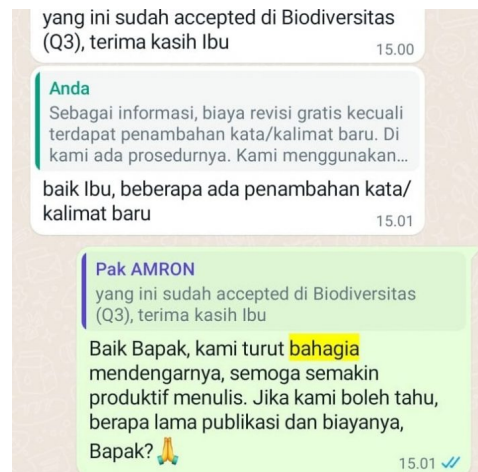 yang ini sudah accepted di Biodiversitas
(Q3), terima kasih Ibu
15.00
Anda
Sebagai informasi, biaya revisi gratis kecuali
terdapat penambahan kata/kalimat baru. Di
kami ada prosedurnya. Kami menggunakan...
baik Ibu, beberapa ada penambahan kata/
kalimat baru
15.01
Pak AMRON
yang ini sudah accepted di Biodiversitas
(Q3), terima kasih Ibu
Baik Bapak, kami turut bahagia
mendengarnya, semoga semakin
produktif menulis. Jika kami boleh tahu,
berapa lama publikasi dan biayanya,
Bapak? 🙏
15.01